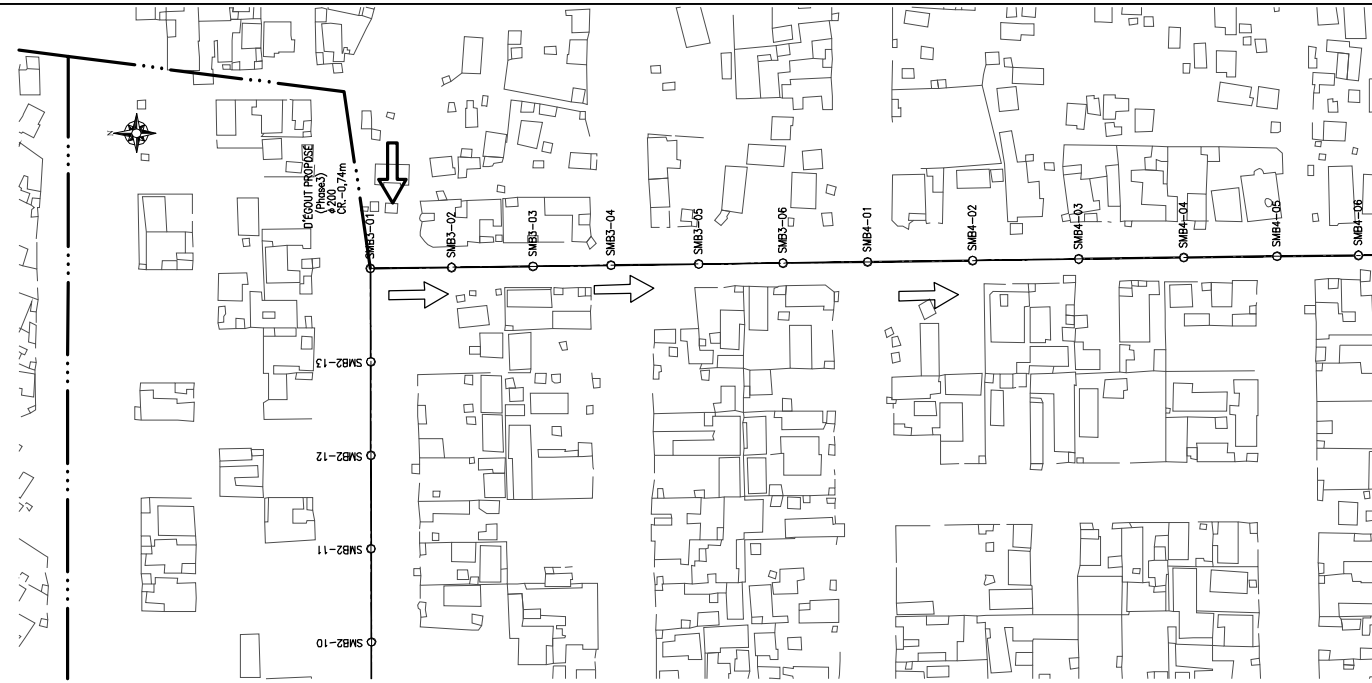 N
D'EGOUT PROPOSE
(Phase3)
ø200
CR.-0,74m
SMB3-01
SMB3-02
SMB3-03
SMB3-04
SMB3-05
SMB3-06
SMB4-01
SMB4-02
SMB4-03
SMB4-04
SMB4-05
SMB4-06
SMB2-13
SMB2-12
SMB2-11
SMB2-10